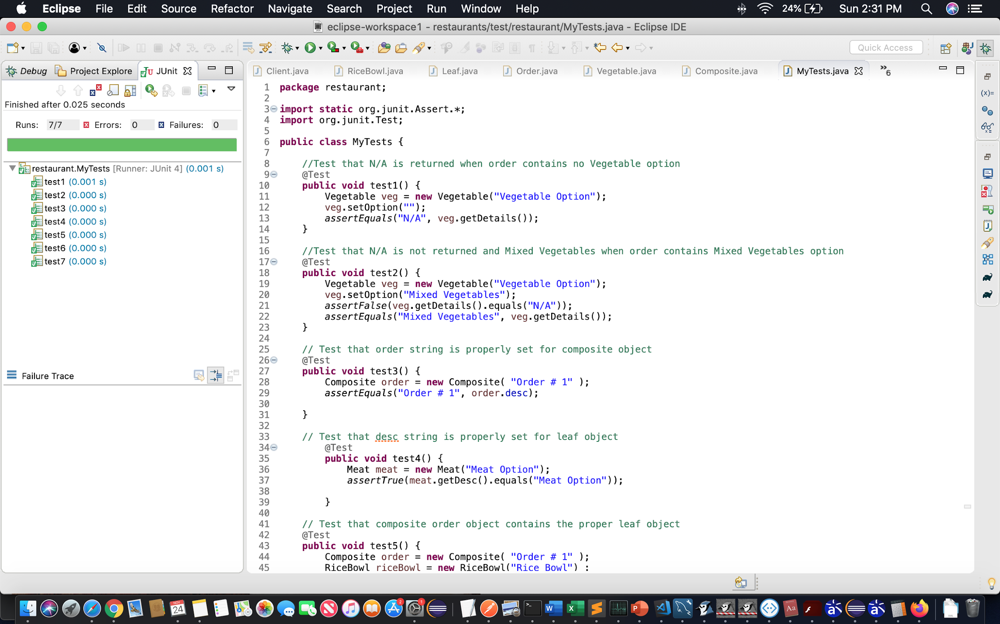 Eclipse File Edit Source Refactor Navigate Search Project Run Window Help 24% Sun 2:31 PM
eclipse-workspace1 - restaurants/test/restaurant/MyTests.java - Eclipse IDE
Quick Access
Debug Project Explore JUnit
Client.java RiceBowl.java Leaf.java Order.java Vegetable.java Composite.java MyTests.java »6
Finished after 0.025 seconds
Runs: 7/7 Errors: 0 Failures: 0
restaurant.MyTests [Runner: JUnit 4] (0.001 s)
test1 (0.001 s)
test2 (0.000 s)
test3 (0.000 s)
test4 (0.000 s)
test5 (0.000 s)
test6 (0.000 s)
test7 (0.000 s)
Failure Trace
1 package restaurant;
2
3 import static org.junit.Assert.*;
4 import org.junit.Test;
5
6 public class MyTests {
7
8 //Test that N/A is returned when order contains no Vegetable option
9 @Test
10 public void test1() {
11 Vegetable veg = new Vegetable("Vegetable Option");
12 veg.setOption("");
13 assertEquals("N/A", veg.getDetails());
14 }
15
16 //Test that N/A is not returned and Mixed Vegetables when order contains Mixed Vegetables option
17 @Test
18 public void test2() {
19 Vegetable veg = new Vegetable("Vegetable Option");
20 veg.setOption("Mixed Vegetables");
21 assertFalse(veg.getDetails().equals("N/A"));
22 assertEquals("Mixed Vegetables", veg.getDetails());
23 }
24
25 // Test that order string is properly set for composite object
26 @Test
27 public void test3() {
28 Composite order = new Composite( "Order # 1" );
29 assertEquals("Order # 1", order.desc);
30
31 }
32
33 // Test that desc string is properly set for leaf object
34 @Test
35 public void test4() {
36 Meat meat = new Meat("Meat Option");
37 assertTrue(meat.getDesc().equals("Meat Option"));
38
39 }
40
41 // Test that composite order object contains the proper leaf object
42 @Test
43 public void test5() {
44 Composite order = new Composite( "Order # 1" );
45 RiceBowl riceBowl = new RiceBowl("Rice Bowl") ;
(x)=
NOV
24
2
1
W
X
P
Aa